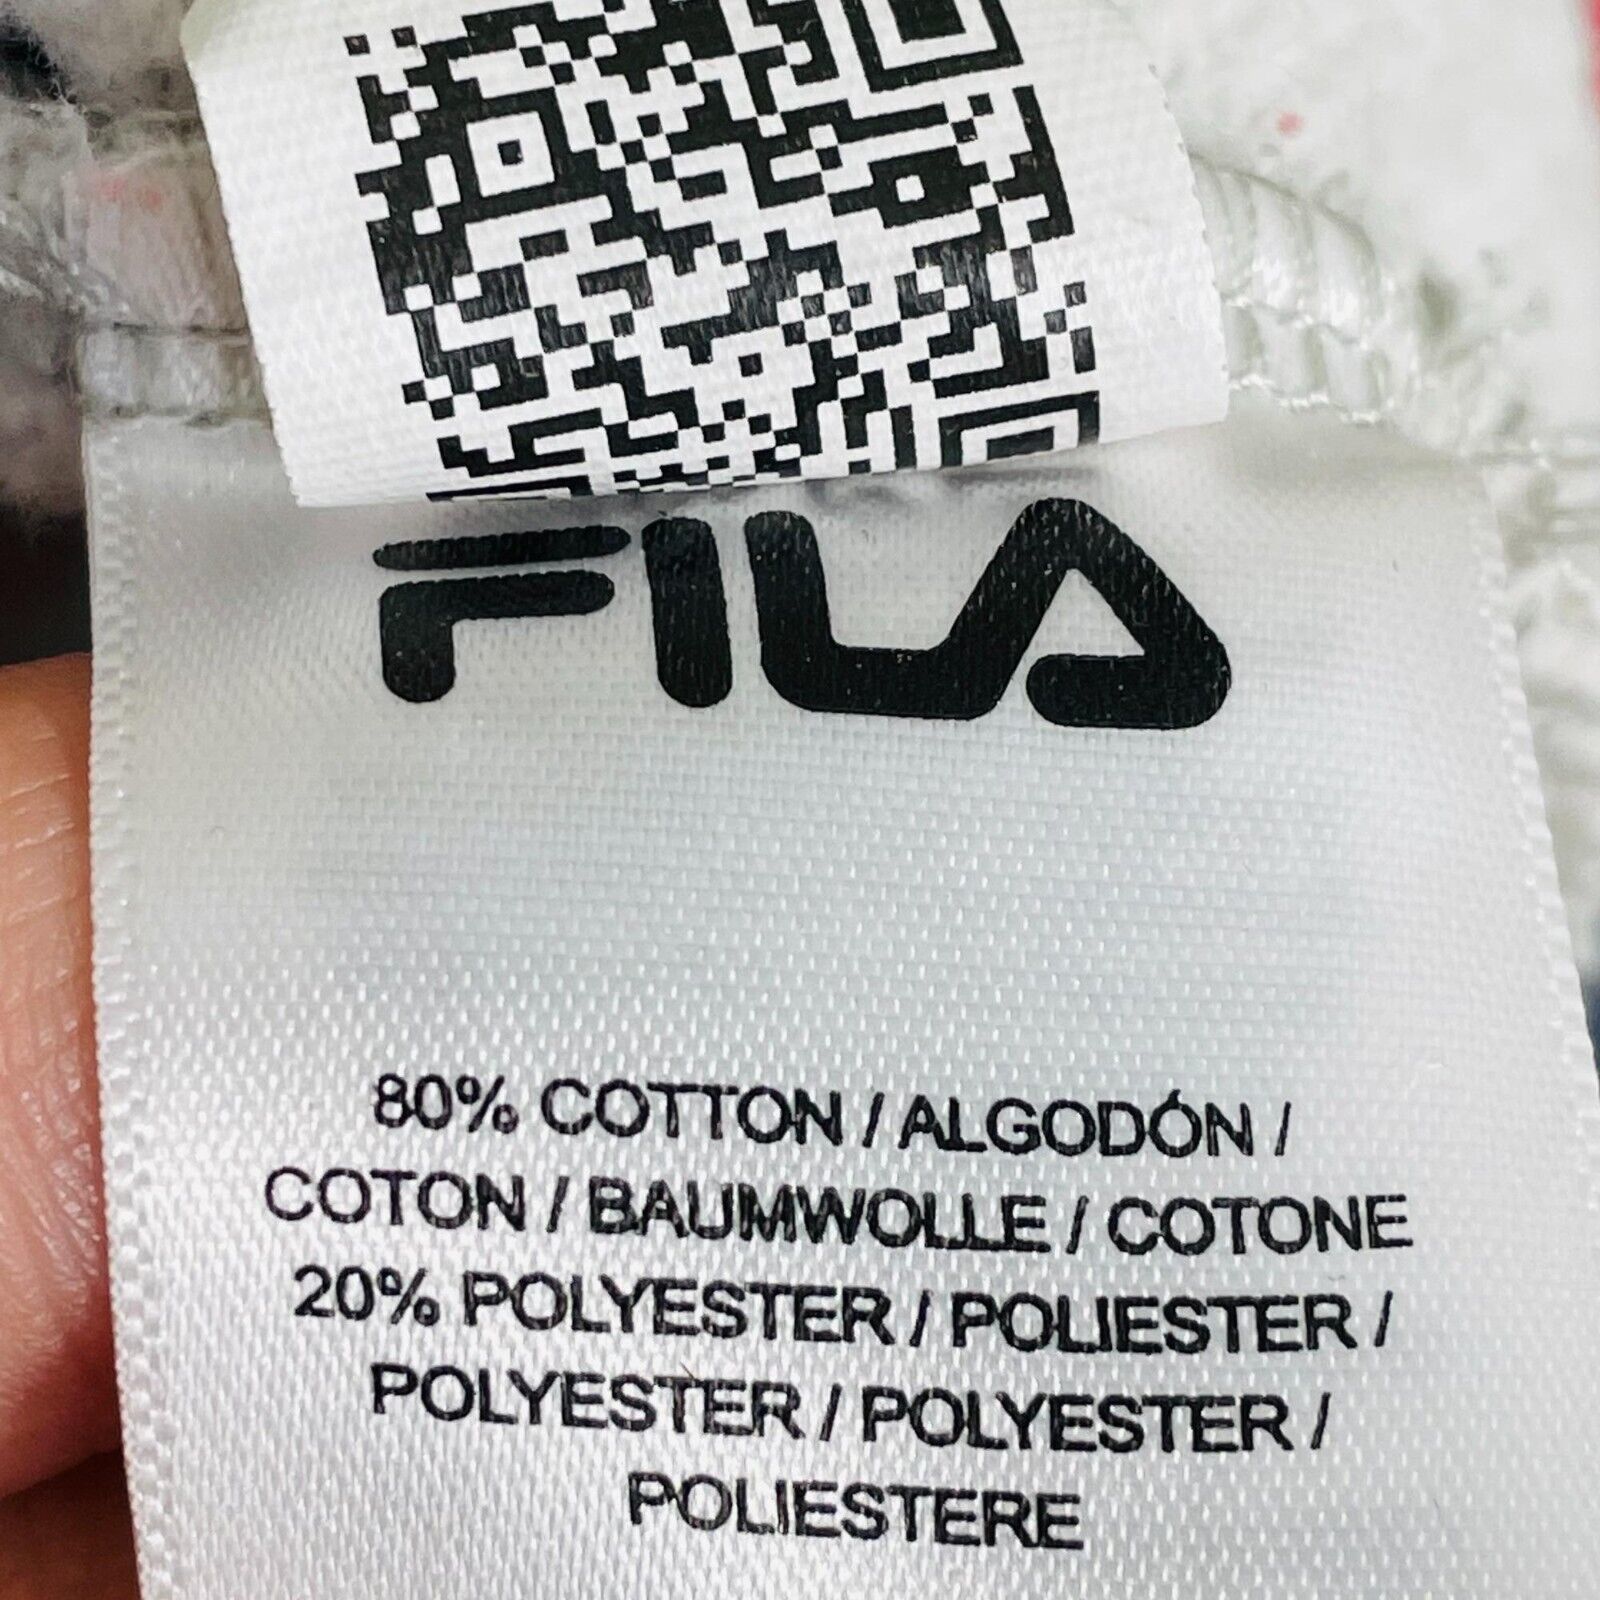 FILA
80% COTTON / ALGODÓN /
COTON / BAUMWOLLE / COTONE
20% POLYESTER / POLIESTER /
POLYESTER / POLYESTER /
POLIESTERE